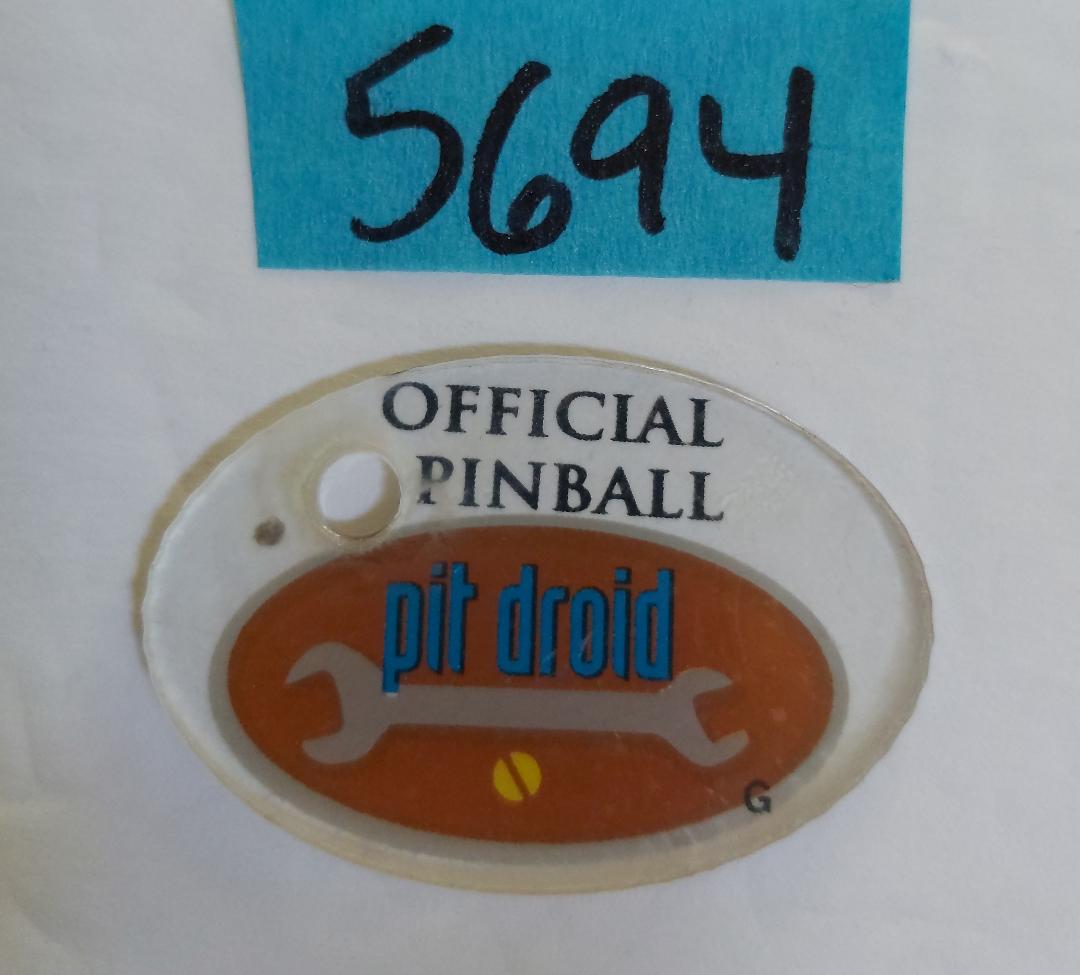 5694
OFFICIAL
PINBALL
pit droid
G